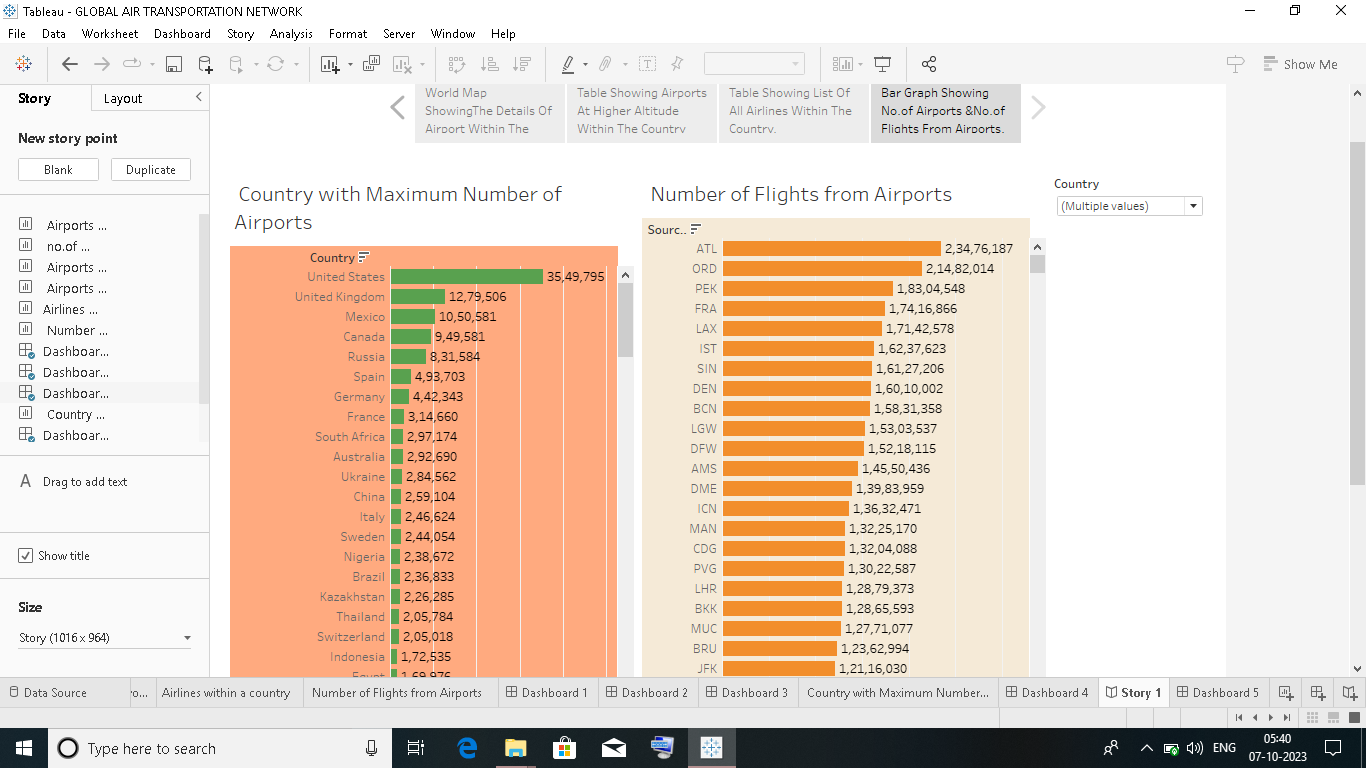 Tableau - GLOBAL AIR TRANSPORTATION NETWORK
File Data Worksheet Dashboard Story Analysis Format Server Window Help
Show Me
Story Layout
New story point
Blank Duplicate
Airports ...
no.of ...
Airports ...
Airports ...
Airlines ...
Number ...
Dashboar...
Dashboar...
Dashboar...
Country ...
Dashboar...
A Drag to add text
Show title
Size
Story (1016 x 964)
World Map
ShowingThe Details Of
Airport Within The
Table Showing Airports
At Higher Altitude
Within The Country
Table Showing List Of
All Airlines Within The
Country.
Bar Graph Showing
No.of Airports &No.of
Flights From Airports.
Country with Maximum Number of
Airports
Country
United States 35,49,795
United Kingdom 12,79,506
Mexico 10,50,581
Canada 9,49,581
Russia 8,31,584
Spain 4,93,703
Germany 4,42,343
France 3,14,660
South Africa 2,97,174
Australia 2,92,690
Ukraine 2,84,562
China 2,59,104
Italy 2,46,624
Sweden 2,44,054
Nigeria 2,38,672
Brazil 2,36,833
Kazakhstan 2,26,285
Thailand 2,05,784
Switzerland 2,05,018
Indonesia 1,72,535
Egypt 1,69,976
Number of Flights from Airports
Sourc..
ATL 2,34,76,187
ORD 2,14,82,014
PEK 1,83,04,548
FRA 1,74,16,866
LAX 1,71,42,578
IST 1,62,37,623
SIN 1,61,27,206
DEN 1,60,10,002
BCN 1,58,31,358
LGW 1,53,03,537
DFW 1,52,18,115
AMS 1,45,50,436
DME 1,39,83,959
ICN 1,36,32,471
MAN 1,32,25,170
CDG 1,32,04,088
PVG 1,30,22,587
LHR 1,28,79,373
BKK 1,28,65,593
MUC 1,27,71,077
BRU 1,23,62,994
JFK 1,21,16,030
Country
(Multiple values)
Data Source ro... Airlines within a country Number of Flights from Airports Dashboard 1 Dashboard 2 Dashboard 3 Country with Maximum Number... Dashboard 4 Story 1 Dashboard 5
Type here to search
ENG
05:40
07-10-2023